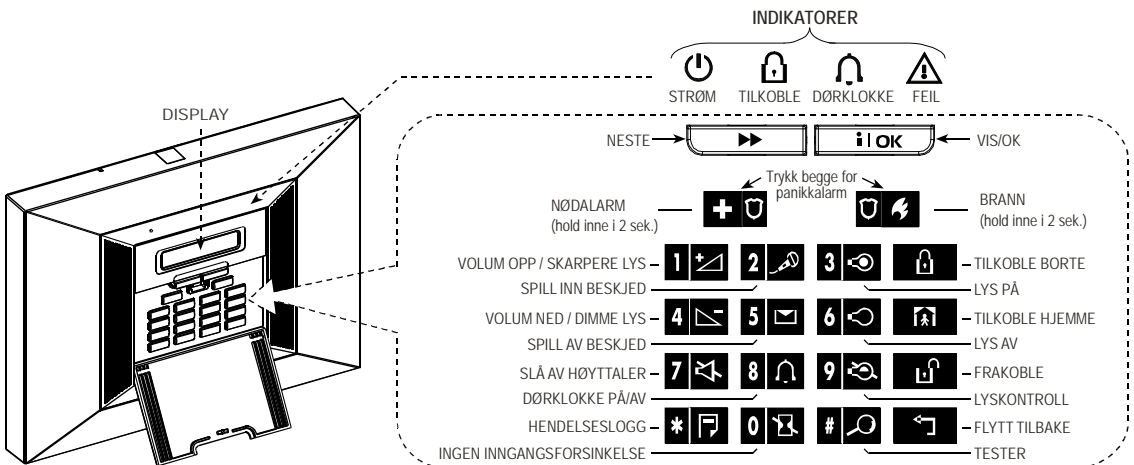 INDIKATORER
STRØM TILKOBLE DØRKLOKKE FEIL
DISPLAY
NESTE
i OK
VIS/OK
Trykk begge for
panikkalarm
NØDALARM
(hold inne i 2 sek.)
BRANN
(hold inne i 2 sek.)
VOLUM OPP / SKARPERE LYS 1 2 3 TILKOBLE BORTE
SPILL INN BESKJED LYS PÅ
VOLUM NED / DIMME LYS 4 5 6 TILKOBLE HJEMME
SPILL AV BESKJED LYS AV
SLÅ AV HØYTTALER 7 8 9 FRAKOBLE
DØRKLOKKE PÅ/AV LYSKONTROLL
HENDELSESLOGG * 0 # FLYTT TILBAKE
INGEN INNGANGSFORSINKELSE TESTER